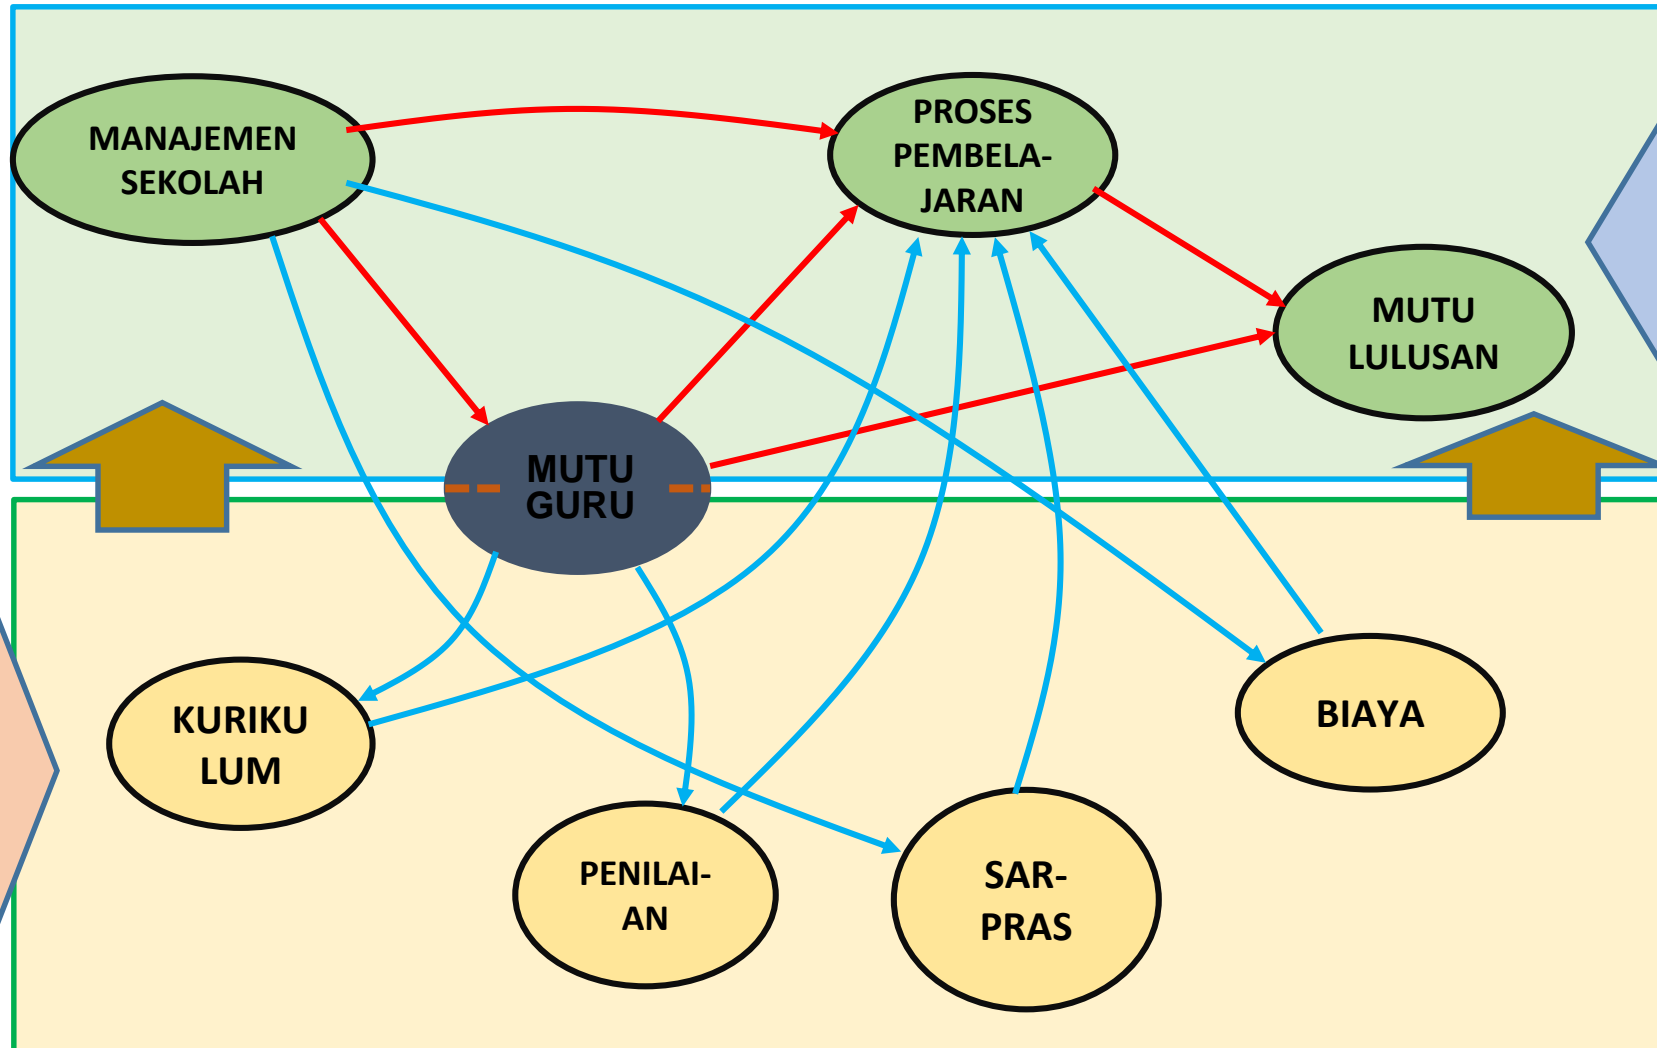 MANAJEMEN
SEKOLAH
PROSES
PEMBELA-
JARAN
MUTU
LULUSAN
MUTU
GURU
KURIKU
LUM
PENILAI-
AN
SAR-
PRAS
BIAYA